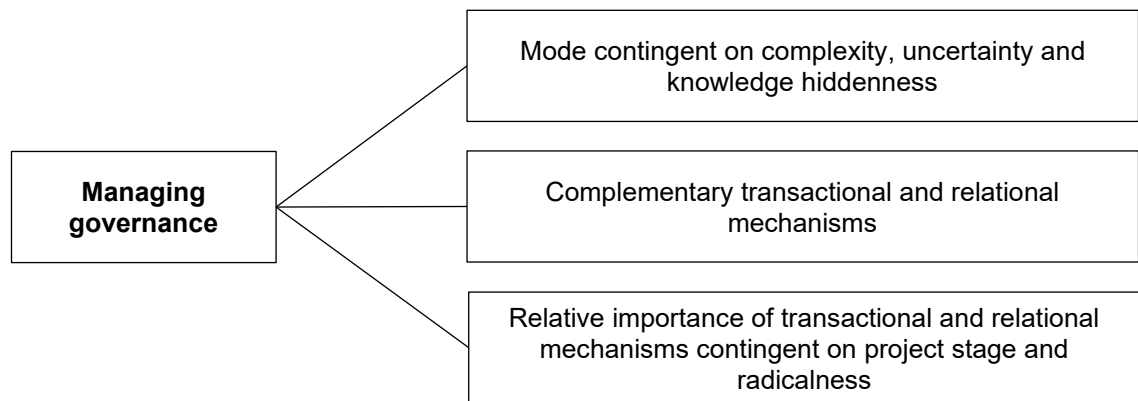 Mode contingent on complexity, uncertainty and
knowledge hiddenness
Managing
governance
Complementary transactional and relational
mechanisms
Relative importance of transactional and relational
mechanisms contingent on project stage and
radicalness